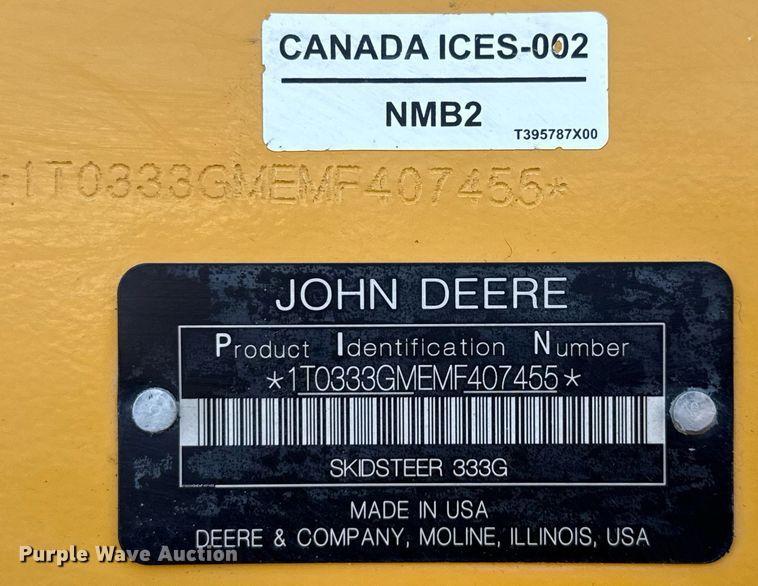 CANADA ICES-002
NMB2
T395787X00
*1T0333GMEMF407455*
JOHN DEERE
Product Identification Number
*1T0333GMEMF407455*
SKIDSTEER 333G
MADE IN USA
DEERE & COMPANY, MOLINE, ILLINOIS, USA
Purple Wave Auction